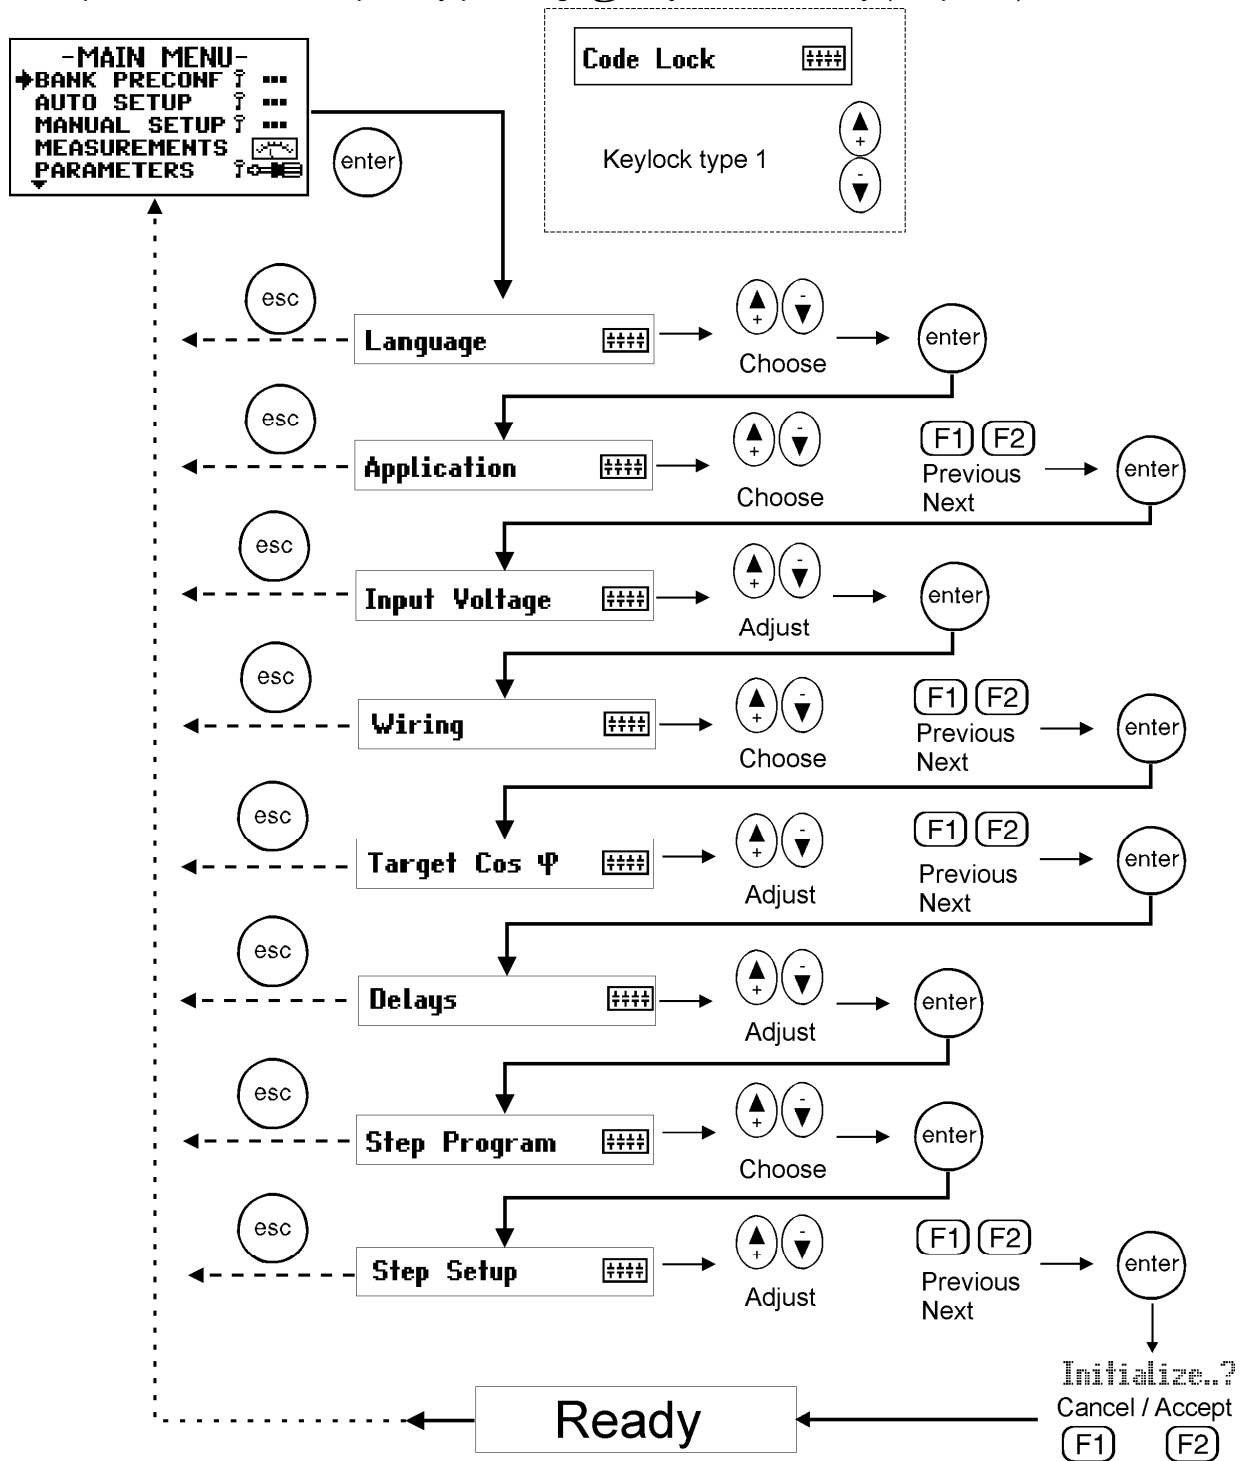 Code Lock
Keylock type 1
+
-
-MAIN MENU-
BANK PRECONF
AUTO SETUP
MANUAL SETUP
MEASUREMENTS
PARAMETERS
enter
esc
Language
+ -
Choose
enter
esc
Application
+ -
Choose
F1 F2
Previous
Next
enter
esc
Input Voltage
+ -
Adjust
enter
esc
Wiring
+ -
Choose
F1 F2
Previous
Next
enter
esc
Target Cos φ
+ -
Adjust
F1 F2
Previous
Next
enter
esc
Delays
+ -
Adjust
enter
esc
Step Program
+ -
Choose
enter
esc
Step Setup
+ -
Adjust
F1 F2
Previous
Next
enter
Initialize..?
Cancel / Accept
F1 F2
Ready